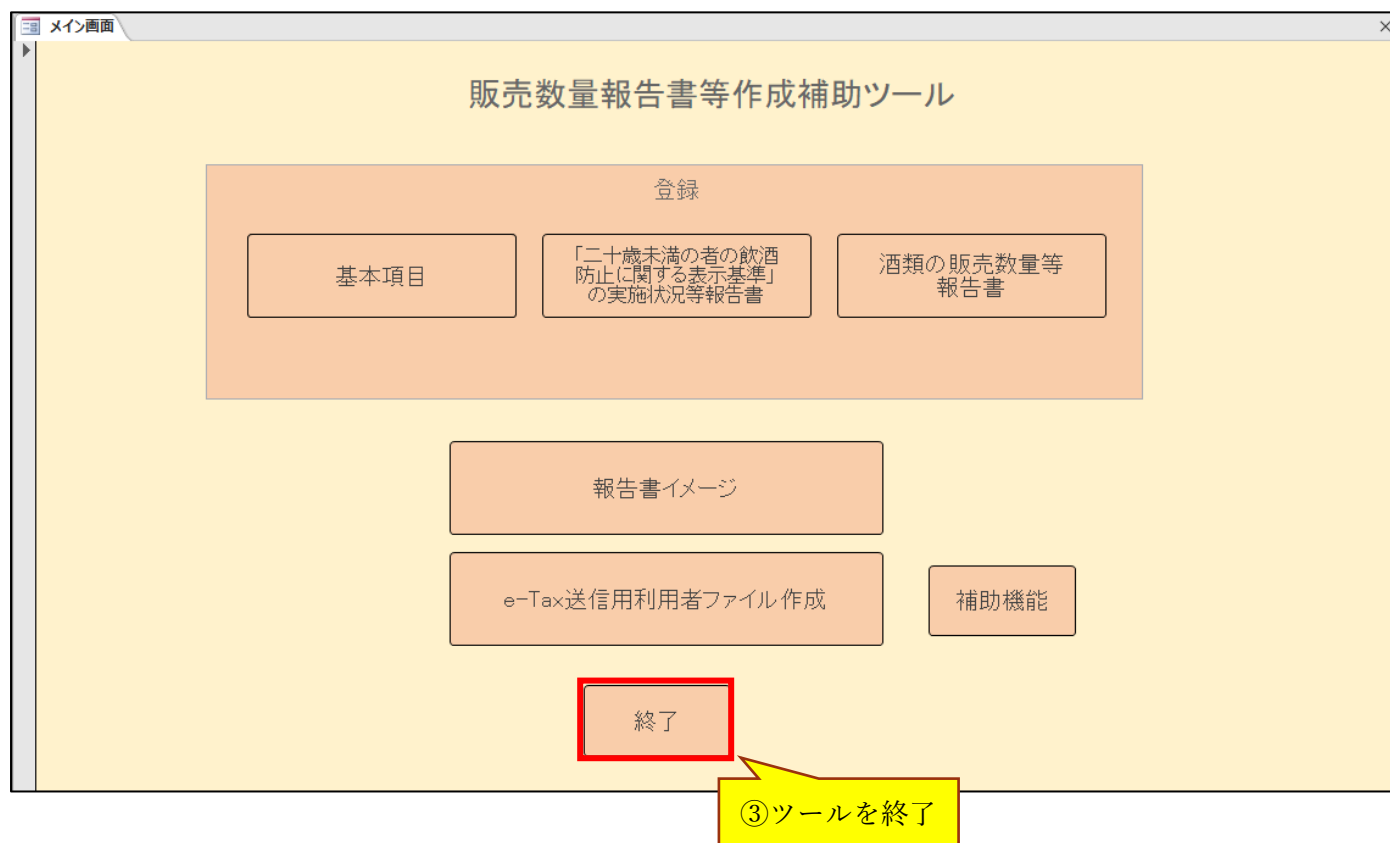 メイン画面
販売数量報告書等作成補助ツール
登録
基本項目
「二十歳未満の者の飲酒
防止に関する表示基準」
の実施状況等報告書
酒類の販売数量等
報告書
報告書イメージ
e-Tax送信用利用者ファイル作成
補助機能
終了
③ツールを終了